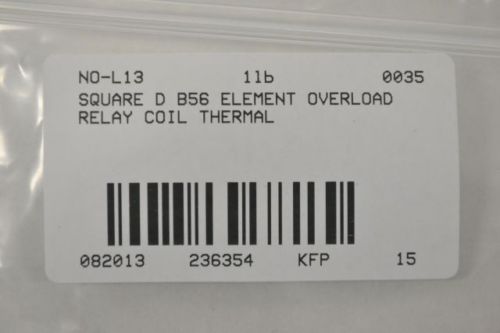 NO-L13 1lb 0035
SQUARE D B56 ELEMENT OVERLOAD
RELAY COIL THERMAL
082013 236354 KFP 15